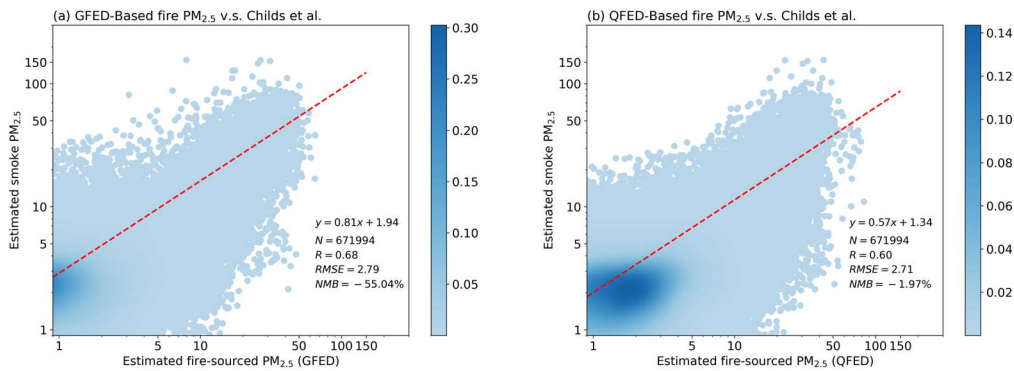 (a) GFED-Based fire PM2.5 v.s. Childs et al.
150
100
50
10
5
1
Estimated smoke PM2.5
y = 0.81x + 1.94
N = 671994
R = 0.68
RMSE = 2.79
NMB = − 55.04%
1 5 10 50 100 150
Estimated fire-sourced PM2.5 (GFED)
0.30
0.25
0.20
0.15
0.10
0.05
(b) QFED-Based fire PM2.5 v.s. Childs et al.
150
100
50
10
5
1
Estimated smoke PM2.5
y = 0.57x + 1.34
N = 671994
R = 0.60
RMSE = 2.71
NMB = − 1.97%
1 5 10 50 100 150
Estimated fire-sourced PM2.5 (QFED)
0.14
0.12
0.10
0.08
0.06
0.04
0.02